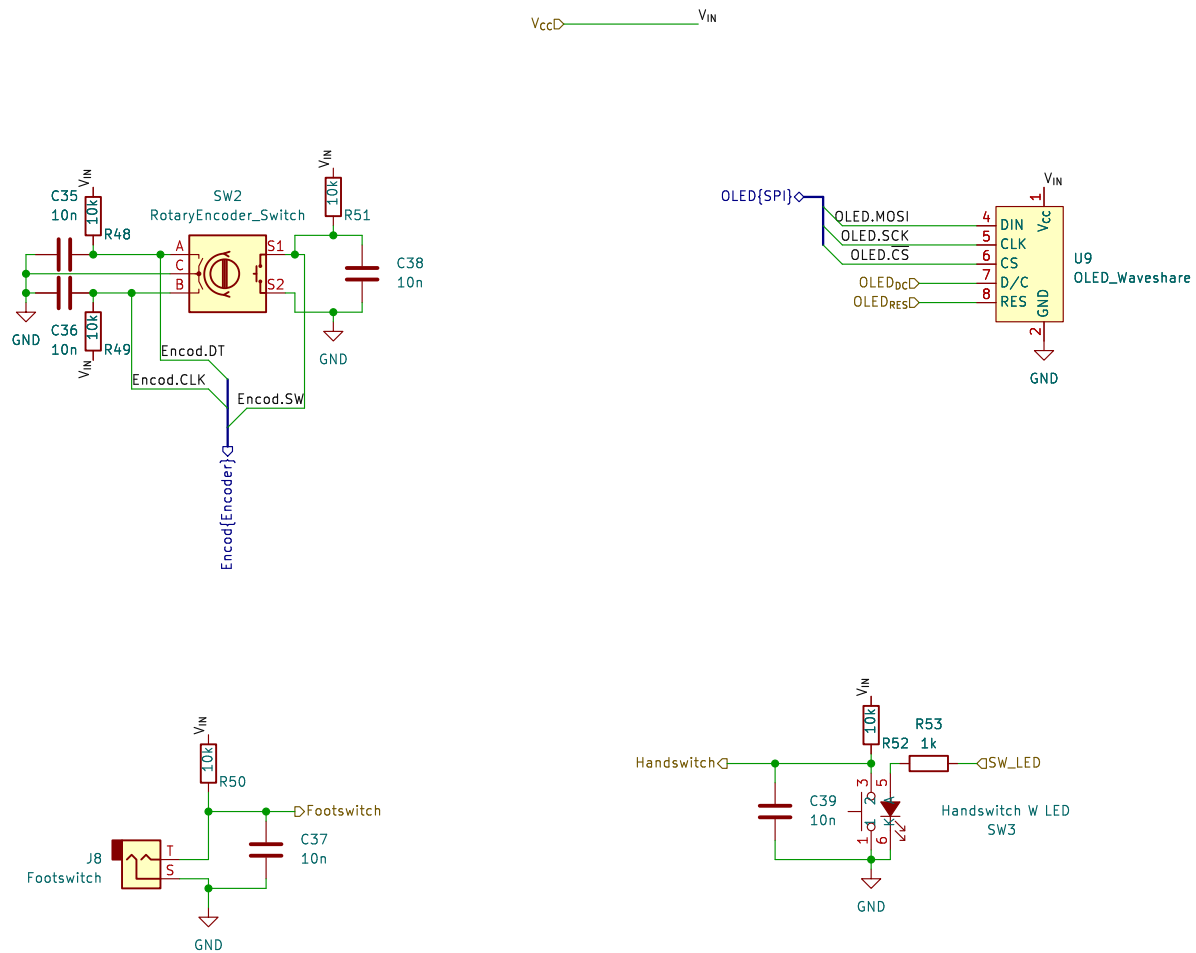 VCC
VIN
VIN
C35
10n
10k
R48
SW2
RotaryEncoder_Switch
VIN
10k
R51
A
C
B
S1
S2
C38
10n
GND
C36
10n
10k
R49
VIN
GND
Encod.DT
Encod.CLK
Encod.SW
Encod{Encoder}
OLED{SPI}
OLED.MOSI
OLED.SCK
OLED.C̅S̅
OLEDDC
OLEDRES
VIN
1
4
5
6
7
8
DIN
CLK
CS
D/C
RES
VCC
GND
2
U9
OLED_Waveshare
GND
VIN
10k
R50
Footswitch
C37
10n
J8
Footswitch
T
S
GND
VIN
10k
R52
R53
1k
Handswitch
SW_LED
C39
10n
3
5
2
A
1
K
1
6
Handswitch W LED
SW3
GND